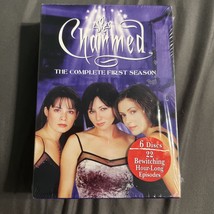 Charmed
THE COMPLETE FIRST SEASON
6 Discs
22
Bewitching
Hour-Long
Episodes